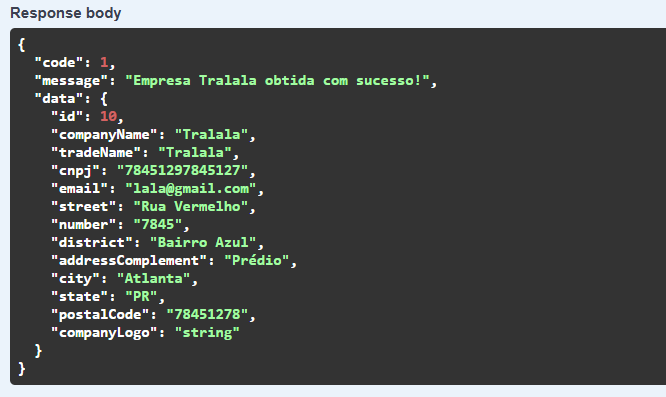 Response body
{
  "code": 1,
  "message": "Empresa Tralala obtida com sucesso!",
  "data": {
    "id": 10,
    "companyName": "Tralala",
    "tradeName": "Tralala",
    "cnpj": "78451297845127",
    "email": "lala@gmail.com",
    "street": "Rua Vermelho",
    "number": "7845",
    "district": "Bairro Azul",
    "addressComplement": "Prédio",
    "city": "Atlanta",
    "state": "PR",
    "postalCode": "78451278",
    "companyLogo": "string"
  }
}